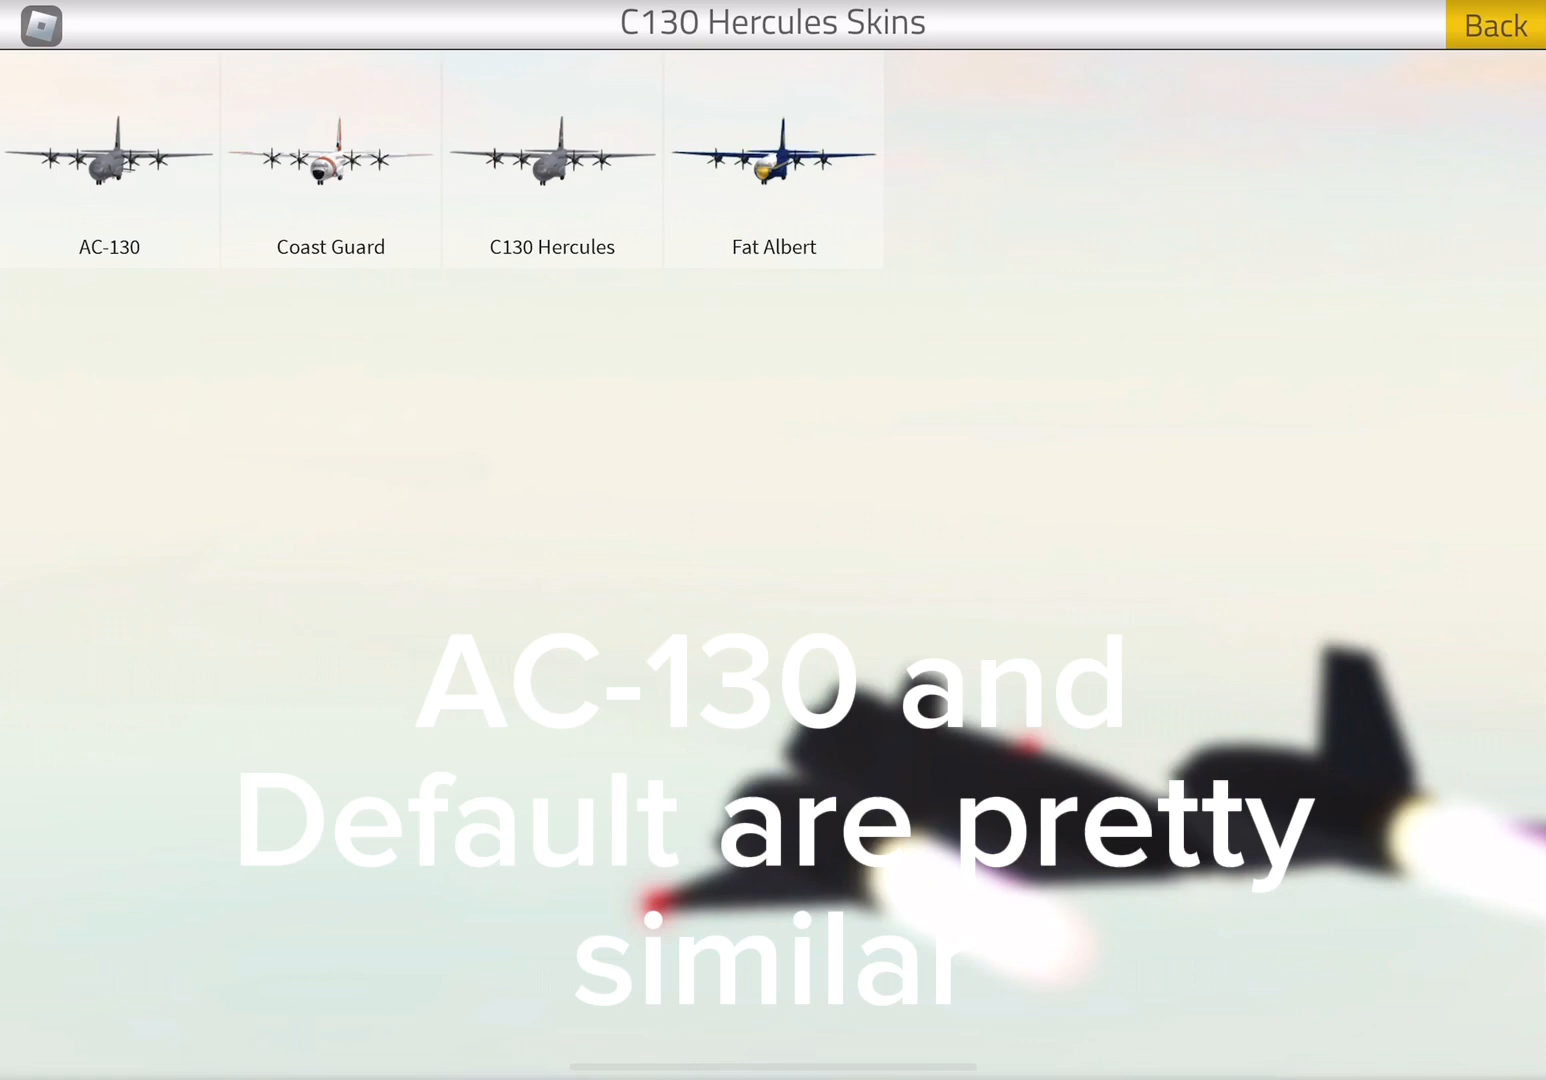 C130 Hercules Skins
Back
AC-130
Coast Guard
C130 Hercules
Fat Albert
AC-130 and
Default are pretty
similar